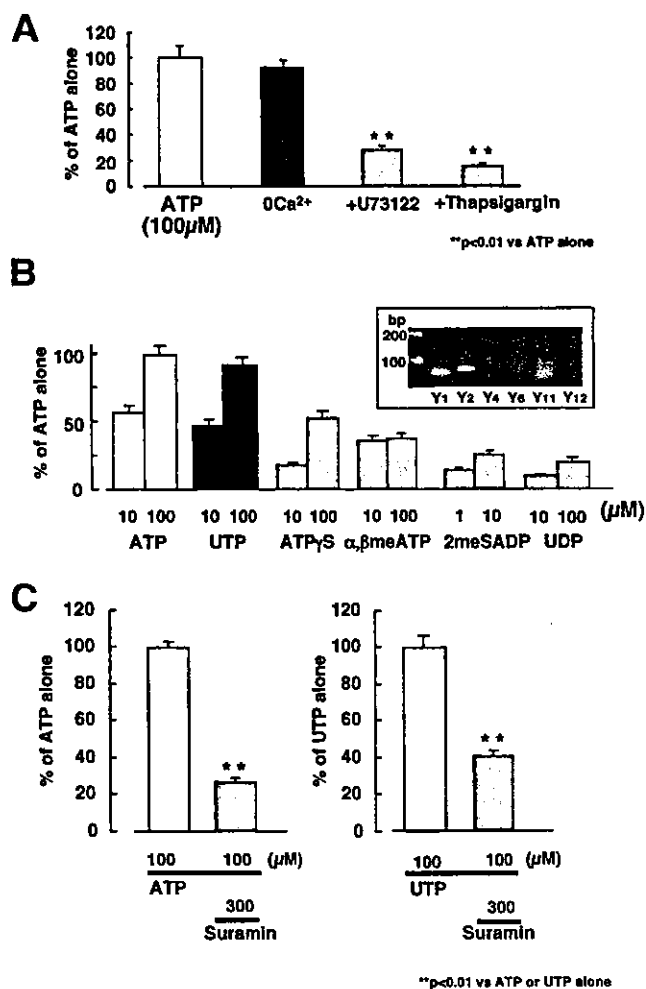 A
% of ATP alone
120
100
80
60
40
20
0
** **
ATP (100μM) 0Ca²⁺ +U73122 +Thapsigargin
**p<0.01 vs ATP alone
B
% of ATP alone
100
50
0
bp
200
100
Y1 Y2 Y4 Y6 Y11 Y12
10 100 10 100 10 100 10 100 1 10 10 100 (μM)
ATP UTP ATPγS α,βmeATP 2meSADP UDP
C
% of ATP alone
120
100
80
60
40
20
0
**
100 100 (μM)
ATP
300
Suramin
% of UTP alone
120
100
80
60
40
20
0
**
100 100 (μM)
UTP
300
Suramin
**p<0.01 vs ATP or UTP alone